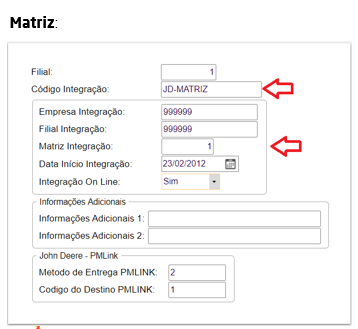 Matriz:
Filial: 1
Código Integração: JD-MATRIZ
Empresa Integração: 999999
Filial Integração: 999999
Matriz Integração: 1
Data Início Integração: 23/02/2012
Integração On Line: Sim
Informações Adicionais
Informações Adicionais 1:
Informações Adicionais 2:
John Deere - PMLink
Metodo de Entrega PMLINK: 2
Codigo do Destino PMLINK: 1